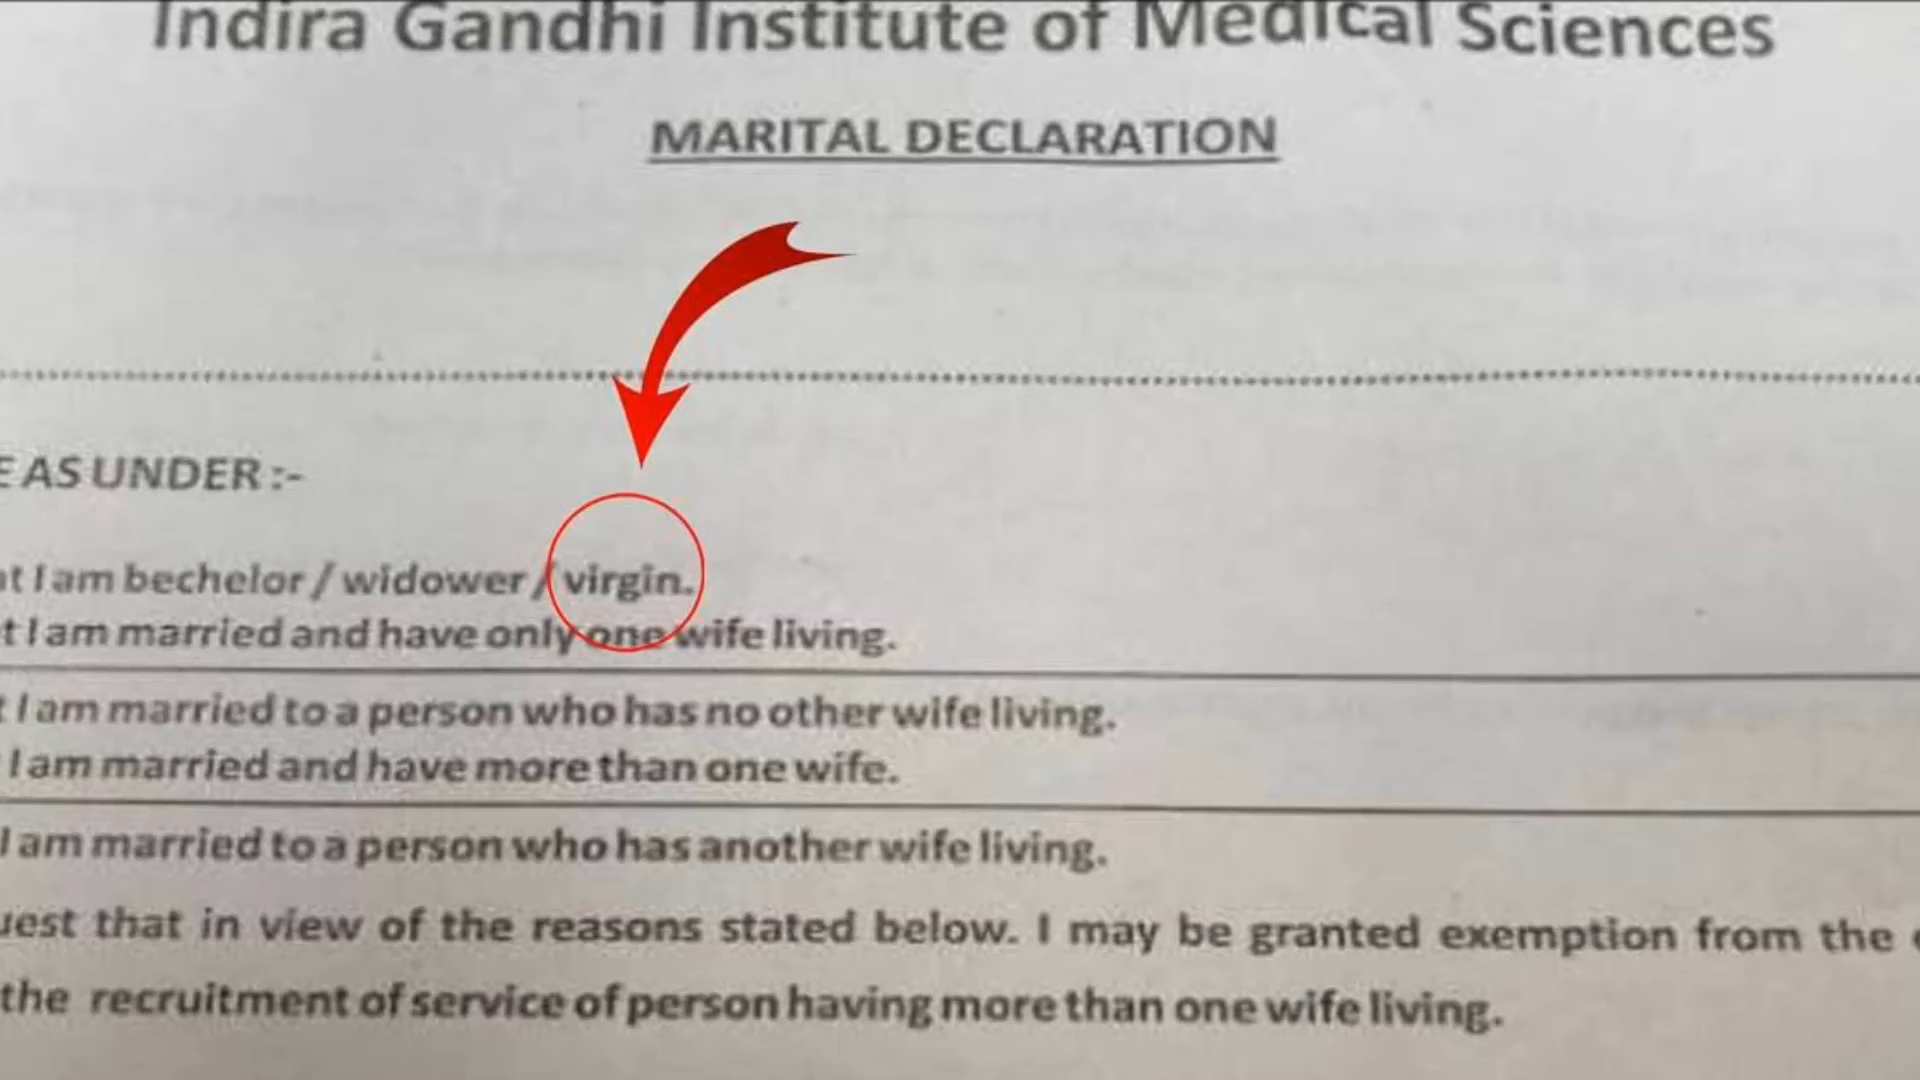 Indira Gandhi Institute of Medical Sciences
MARITAL DECLARATION
AS UNDER :-
I am bechelor / widower / virgin.
I am married and have only one wife living.
I am married to a person who has no other wife living.
I am married and have more than one wife.
I am married to a person who has another wife living.
that in view of the reasons stated below. I may be granted exemption from the
the recruitment of service of person having more than one wife living.